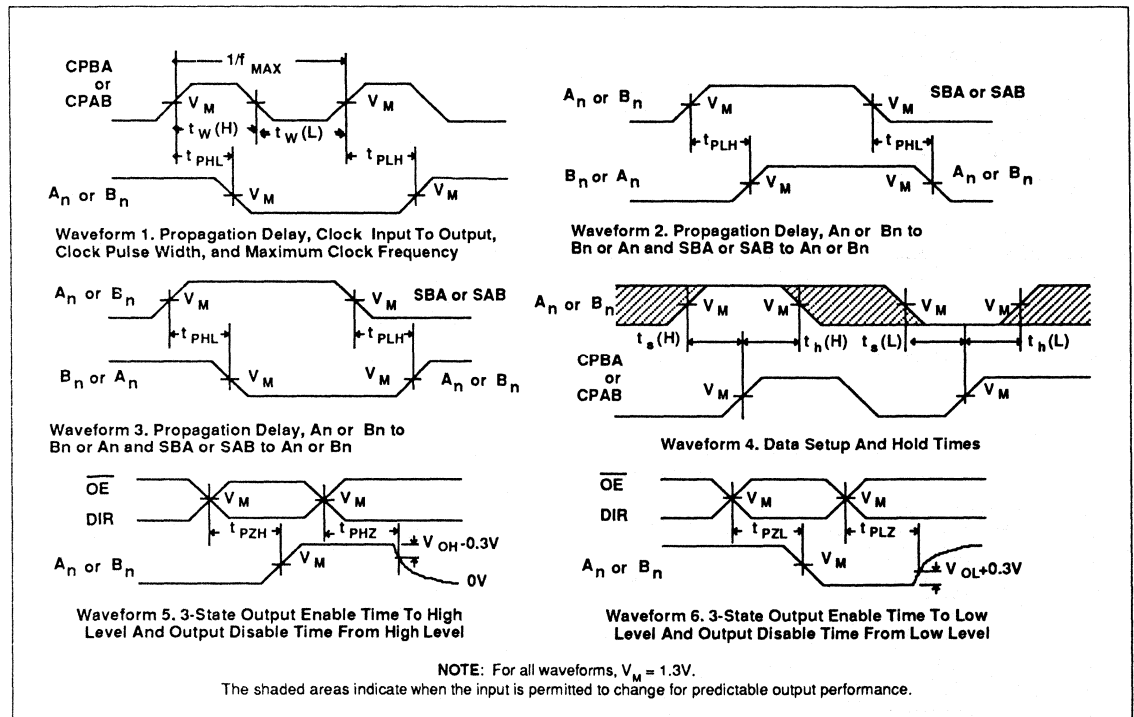 CPBA
or
CPAB
1/f MAX
V M
V M
t W (H)
t W (L)
t PHL
t PLH
A n or B n
V M
V M
Waveform 1. Propagation Delay, Clock Input To Output,
Clock Pulse Width, and Maximum Clock Frequency
A n or B n
V M
V M
SBA or SAB
t PLH
t PHL
B n or A n
V M
V M
A n or B n
Waveform 2. Propagation Delay, An or Bn to
Bn or An and SBA or SAB to An or Bn
A n or B n
V M
V M
SBA or SAB
t PHL
t PLH
B n or A n
V M
V M
A n or B n
Waveform 3. Propagation Delay, An or Bn to
Bn or An and SBA or SAB to An or Bn
A n or B n
V M
V M
V M
V M
t s (H)
t h (H)
t s (L)
t h (L)
CPBA
or
CPAB
V M
V M
Waveform 4. Data Setup And Hold Times
OE
DIR
V M
V M
t PZH
t PHZ
A n or B n
V M
V OH -0.3V
0V
Waveform 5. 3-State Output Enable Time To High
Level And Output Disable Time From High Level
OE
DIR
V M
V M
t PZL
t PLZ
A n or B n
V M
V OL +0.3V
Waveform 6. 3-State Output Enable Time To Low
Level And Output Disable Time From Low Level
NOTE: For all waveforms, V M = 1.3V.
The shaded areas indicate when the input is permitted to change for predictable output performance.